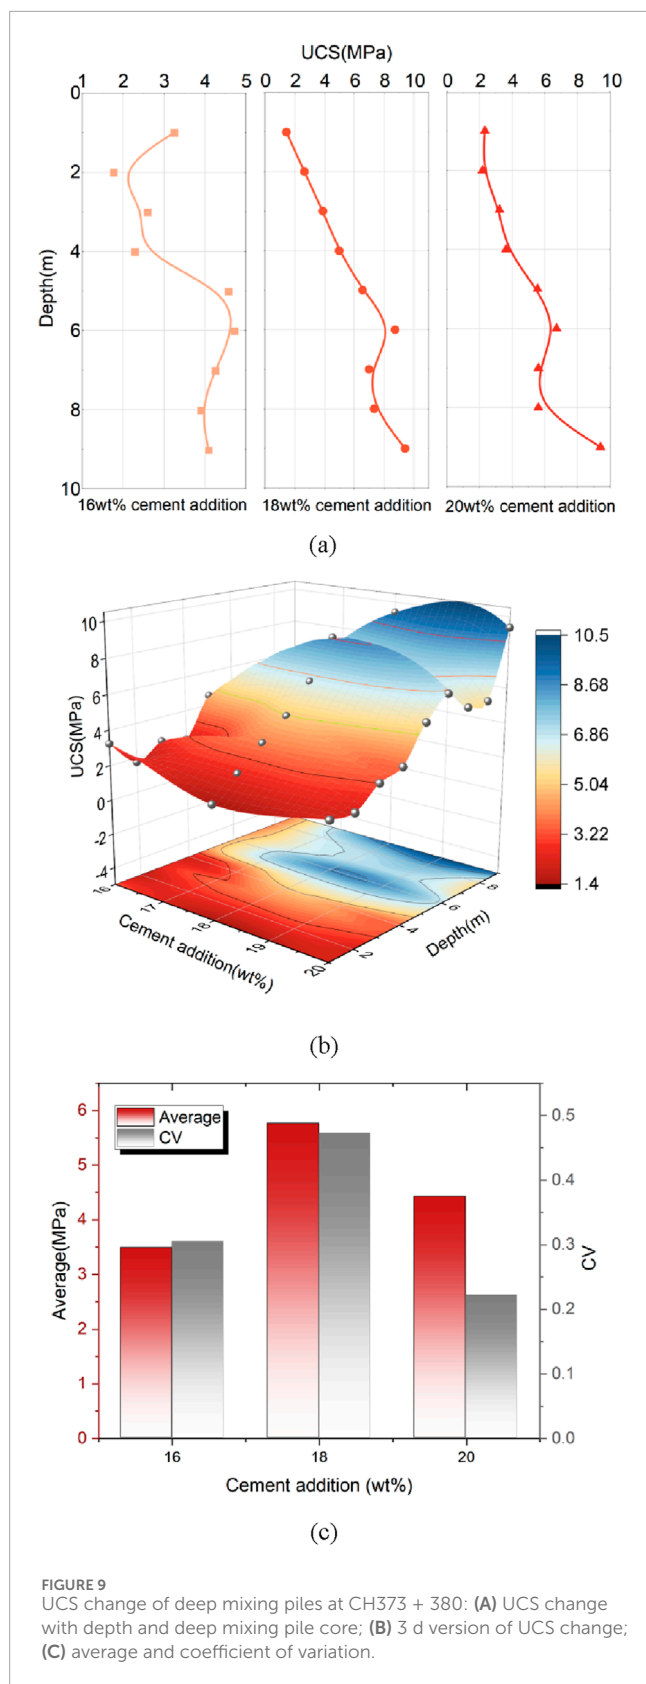 UCS(MPa)
1 2 3 4 5 0 2 4 6 8 10 0 2 4 6 8 10
0
2
4
6
8
10
Depth(m)
16wt% cement addition 18wt% cement addition 20wt% cement addition
(a)
10
8
6
4
2
0
-2
-4
UCS(MPa)
16
17
18
19
20
Cement addition(wt%)
2
4
6
8
Depth(m)
10.5
8.68
6.86
5.04
3.22
1.4
(b)
Average
CV
6
5
4
3
2
1
0
Average(MPa)
0.5
0.4
0.3
0.2
0.1
0.0
CV
16 18 20
Cement addition (wt%)
(c)
FIGURE 9
UCS change of deep mixing piles at CH373 + 380: (A) UCS change
with depth and deep mixing pile core; (B) 3 d version of UCS change;
(C) average and coefficient of variation.